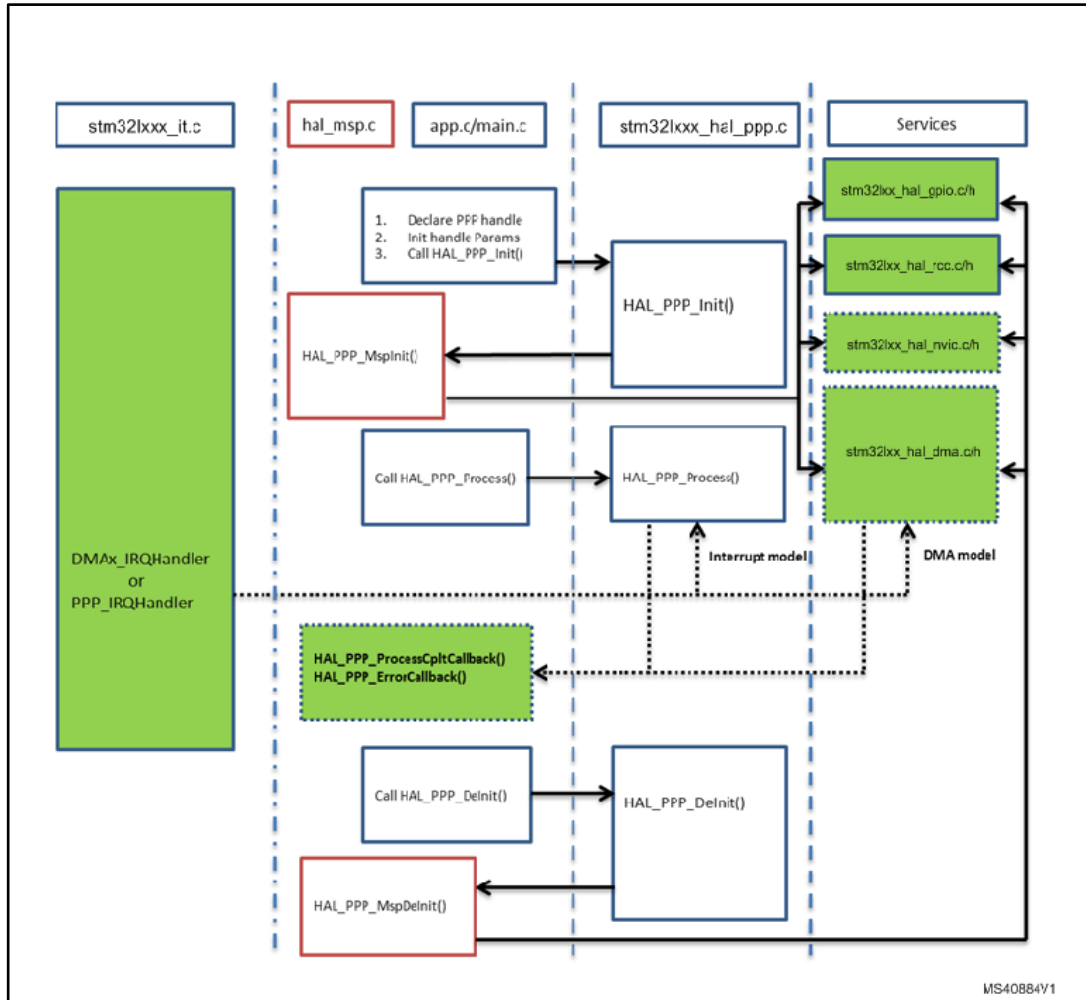 stm32lxxx_it.c
hal_msp.c
app.c/main.c
stm32lxxx_hal_ppp.c
Services
stm32lxx_hal_gpio.c/h
1. Declare PPP handle
2. Init handle Params
3. Call HAL_PPP_Init()
stm32lxx_hal_rcc.c/h
HAL_PPP_Init()
stm32lxx_hal_nvic.c/h
HAL_PPP_MspInit()
stm32lxx_hal_dma.c/h
Call HAL_PPP_Process()
HAL_PPP_Process()
Interrupt model
DMA model
DMAx_IRQHandler
or
PPP_IRQHandler
HAL_PPP_ProcessCpltCallback()
HAL_PPP_ErrorCallback()
Call HAL_PPP_DeInit()
HAL_PPP_DeInit()
HAL_PPP_MspDeInit()
MS40884V1